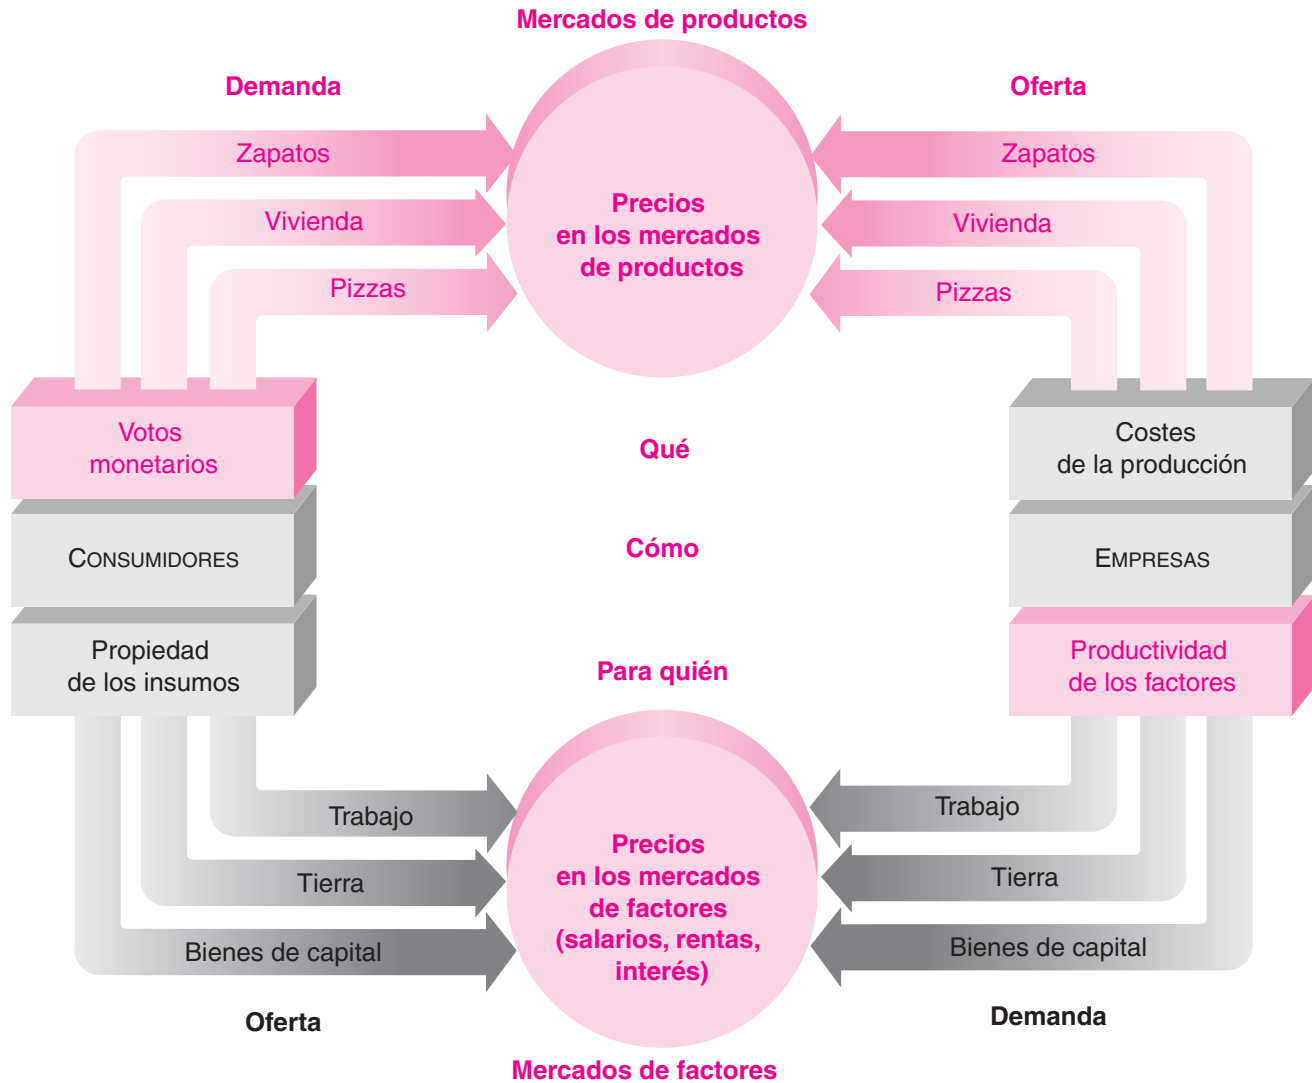 Mercados de productos
Demanda
Oferta
Zapatos
Zapatos
Vivienda
Vivienda
Pizzas
Pizzas
Precios
en los mercados
de productos
Votos
monetarios
Costes
de la producción
Qué
CONSUMIDORES
Cómo
EMPRESAS
Propiedad
de los insumos
Para quién
Productividad
de los factores
Trabajo
Trabajo
Tierra
Tierra
Bienes de capital
Bienes de capital
Precios
en los mercados
de factores
(salarios, rentas,
interés)
Oferta
Demanda
Mercados de factores